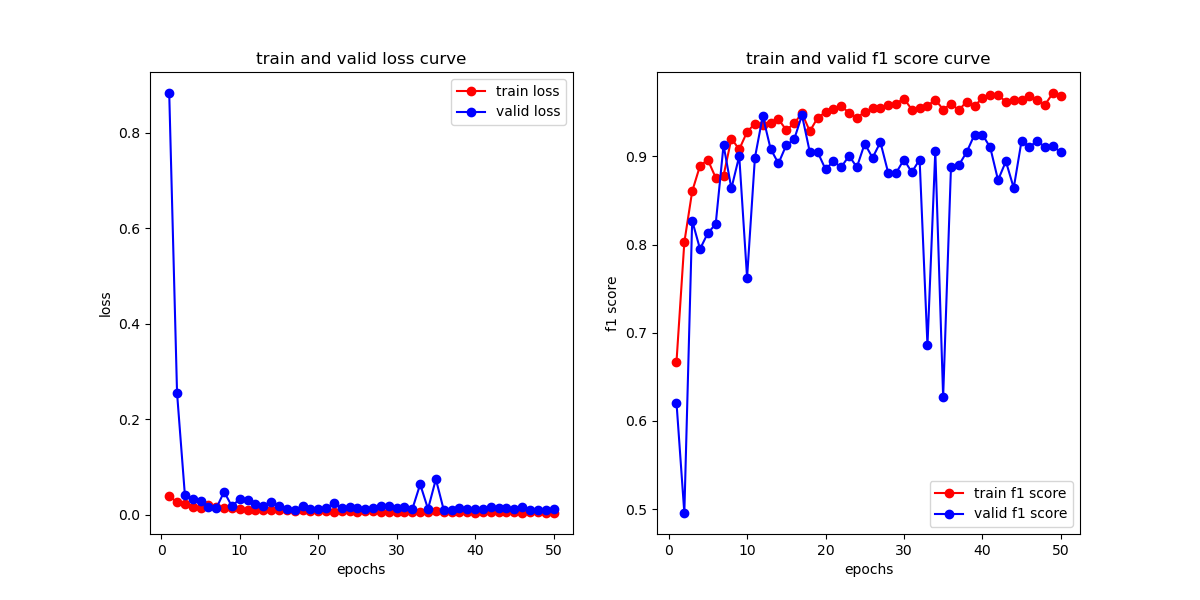 train and valid loss curve
train loss
valid loss
0.8
0.6
0.4
0.2
0.0
loss
0 10 20 30 40 50
epochs
train and valid f1 score curve
0.9
0.8
0.7
0.6
0.5
f1 score
train f1 score
valid f1 score
0 10 20 30 40 50
epochs